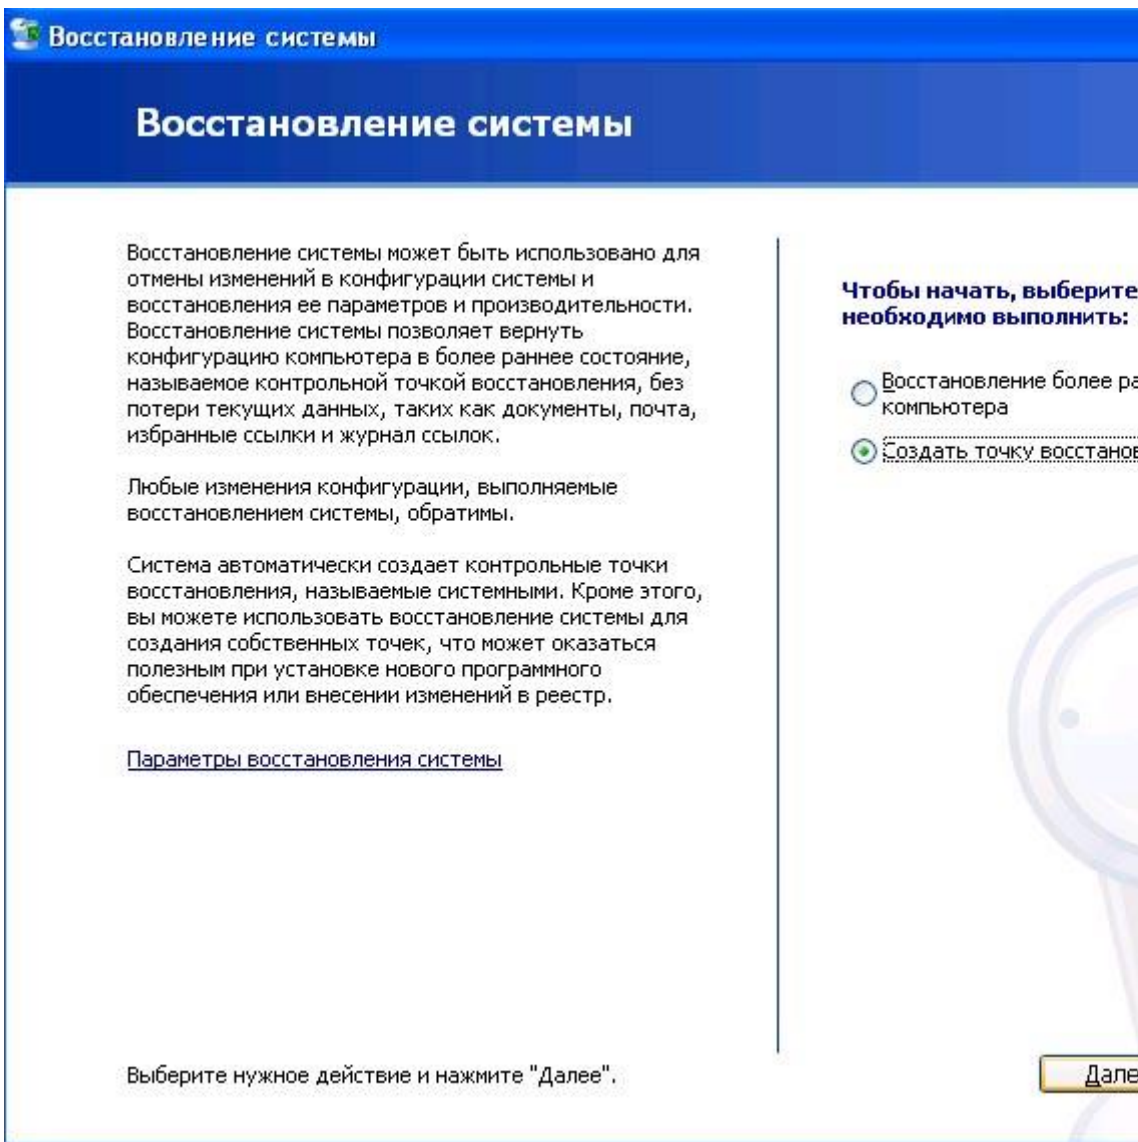 Восстановление системы
Восстановление системы
Восстановление системы может быть использовано для
отмены изменений в конфигурации системы и
восстановления ее параметров и производительности.
Восстановление системы позволяет вернуть
конфигурацию компьютера в более раннее состояние,
называемое контрольной точкой восстановления, без
потери текущих данных, таких как документы, почта,
избранные ссылки и журнал ссылок.
Любые изменения конфигурации, выполняемые
восстановлением системы, обратимы.
Система автоматически создает контрольные точки
восстановления, называемые системными. Кроме этого,
вы можете использовать восстановление системы для
создания собственных точек, что может оказаться
полезным при установке нового программного
обеспечения или внесении изменений в реестр.
Параметры восстановления системы
Выберите нужное действие и нажмите "Далее".
Чтобы начать, выберите
необходимо выполнить:
Восстановление более ра
компьютера
Создать точку восстанов
Дале